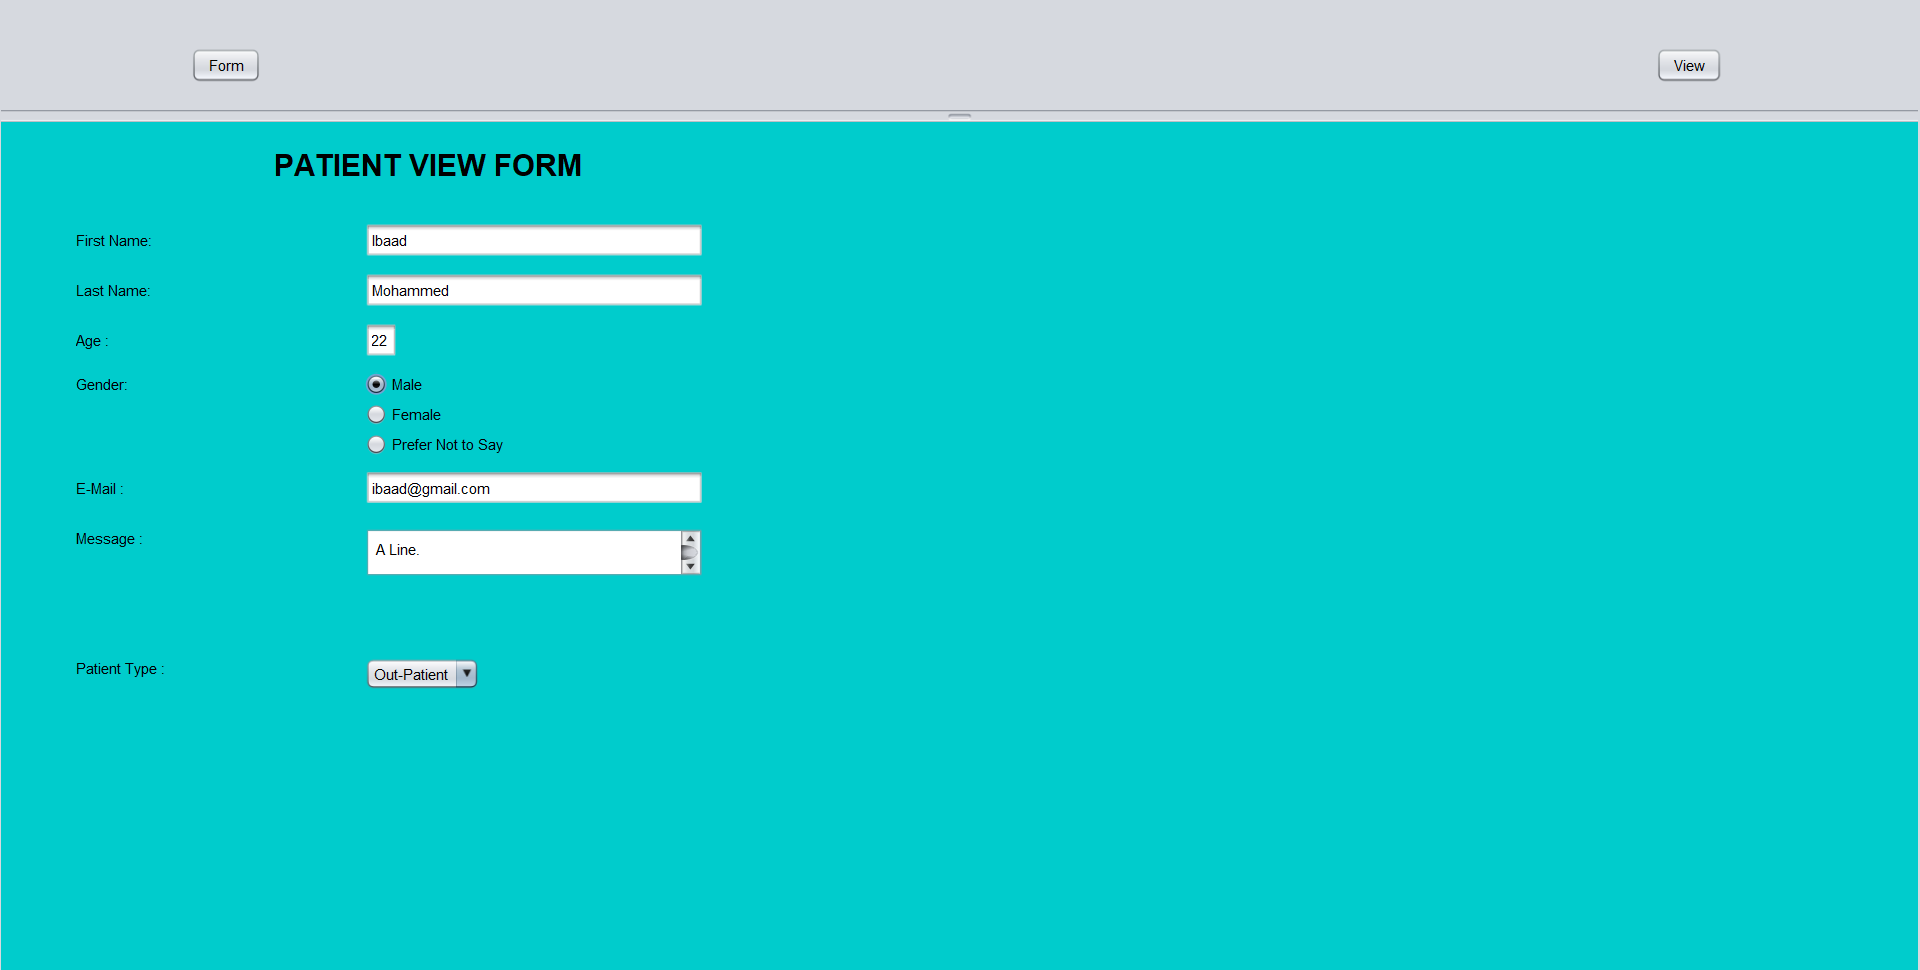 Form View
PATIENT VIEW FORM
First Name: Ibaad
Last Name: Mohammed
Age : 22
Gender: Male
Female
Prefer Not to Say
E-Mail : ibaad@gmail.com
Message : A Line.
Patient Type : Out-Patient